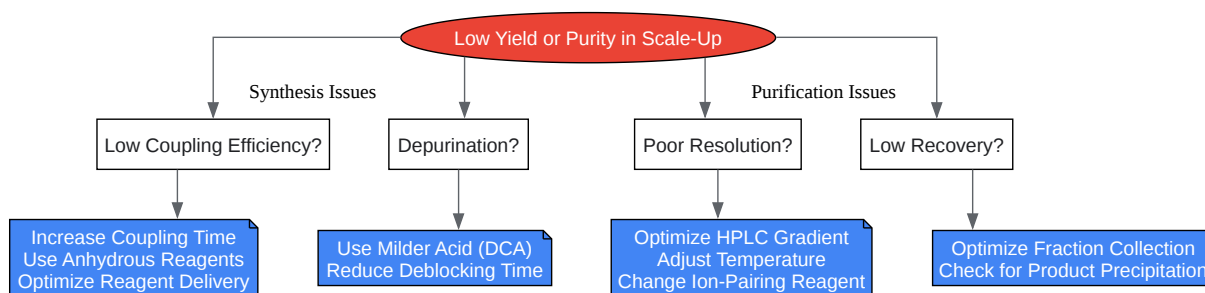 Low Yield or Purity in Scale-Up
Synthesis Issues
Purification Issues
Low Coupling Efficiency?
Depurination?
Poor Resolution?
Low Recovery?
Increase Coupling Time
Use Anhydrous Reagents
Optimize Reagent Delivery
Use Milder Acid (DCA)
Reduce Deblocking Time
Optimize HPLC Gradient
Adjust Temperature
Change Ion-Pairing Reagent
Optimize Fraction Collection
Check for Product Precipitation